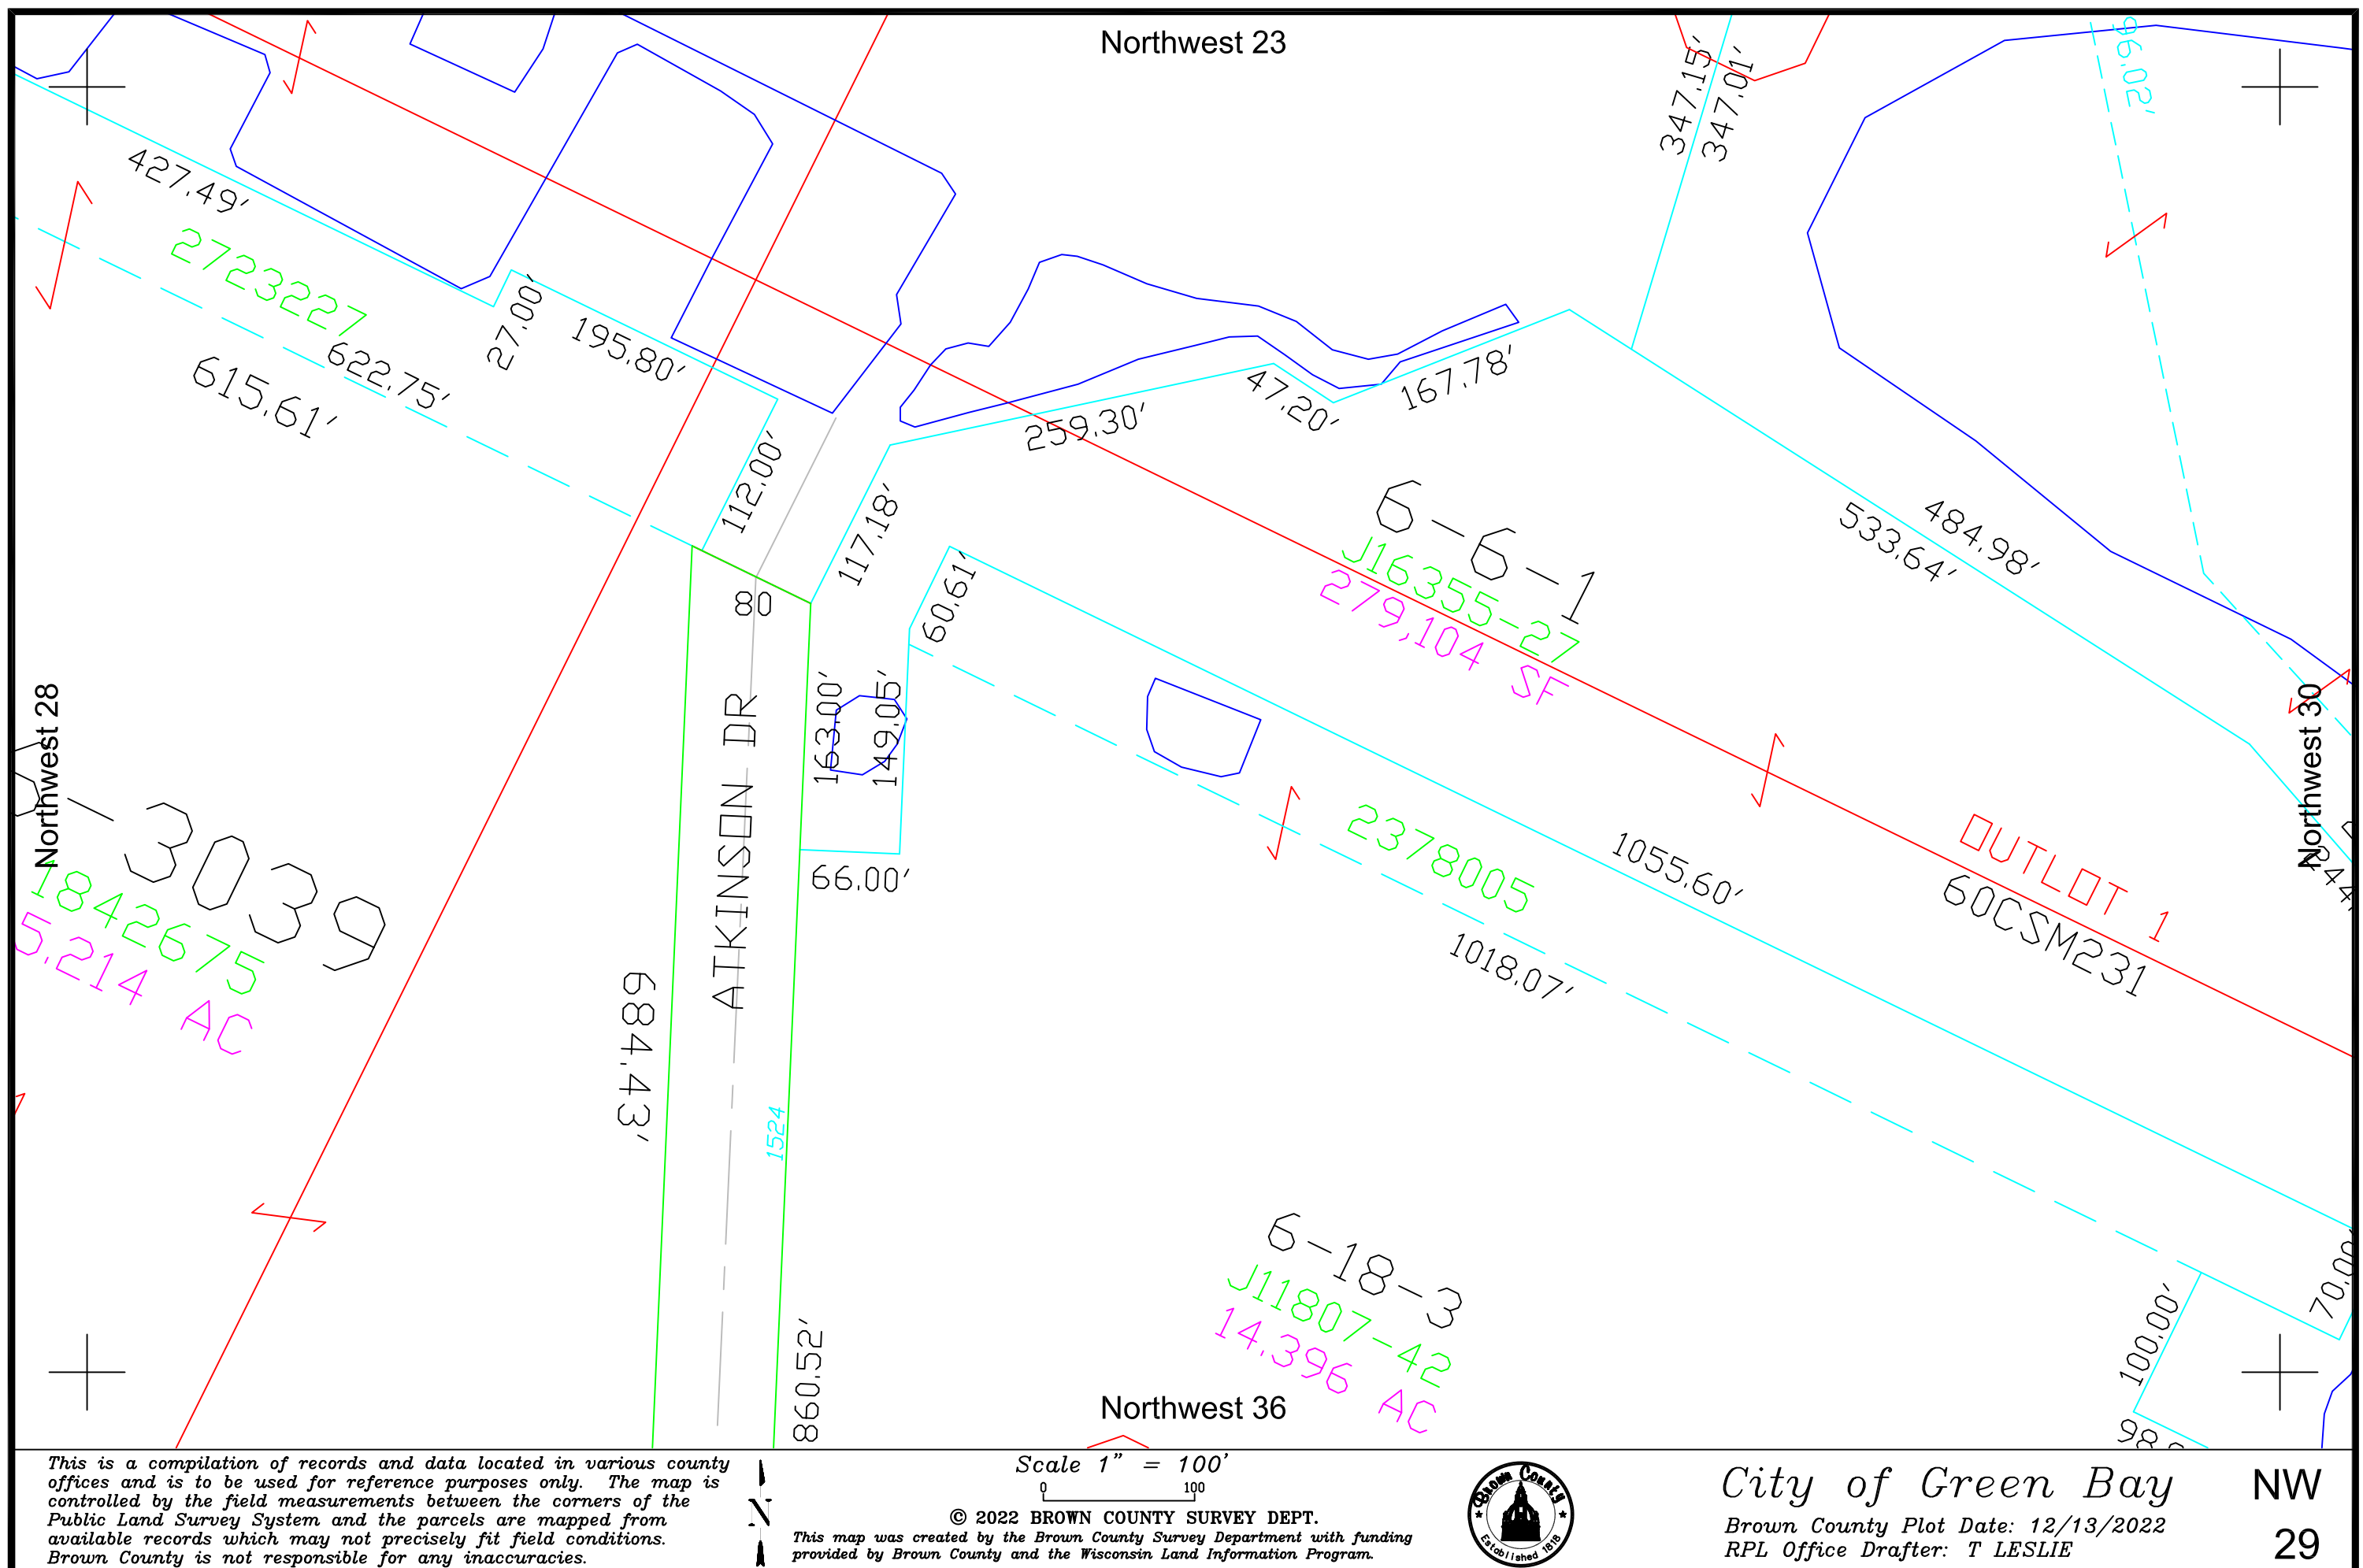 Northwest 23
347.15'
347.01'
96.02'
427.49'
2723227
622.75'
615.61'
27.00'
195.80'
112.00'
117.18'
259.30'
47.20'
167.78'
6-6-1
J16355-27
279,104 SF
484.98'
533.64'
80
60.61'
163.00'
149.05'
66.00'
ATKINSON DR
Northwest 28
Northwest 30
-3039
1842675
5.214 AC
684.43'
1524
860.52'
2378005
1055.60'
1018.07'
OUTLOT 1
60CSM231
244.
6-18-3
J11807-42
14.396 AC
100.00'
70.00
98.
Northwest 36
This is a compilation of records and data located in various county
offices and is to be used for reference purposes only. The map is
controlled by the field measurements between the corners of the
Public Land Survey System and the parcels are mapped from
available records which may not precisely fit field conditions.
Brown County is not responsible for any inaccuracies.
N
Scale 1" = 100'
0 100
© 2022 BROWN COUNTY SURVEY DEPT.
This map was created by the Brown County Survey Department with funding
provided by Brown County and the Wisconsin Land Information Program.
Brown County
Established 1818
City of Green Bay
Brown County Plot Date: 12/13/2022
RPL Office Drafter: T LESLIE
NW
29